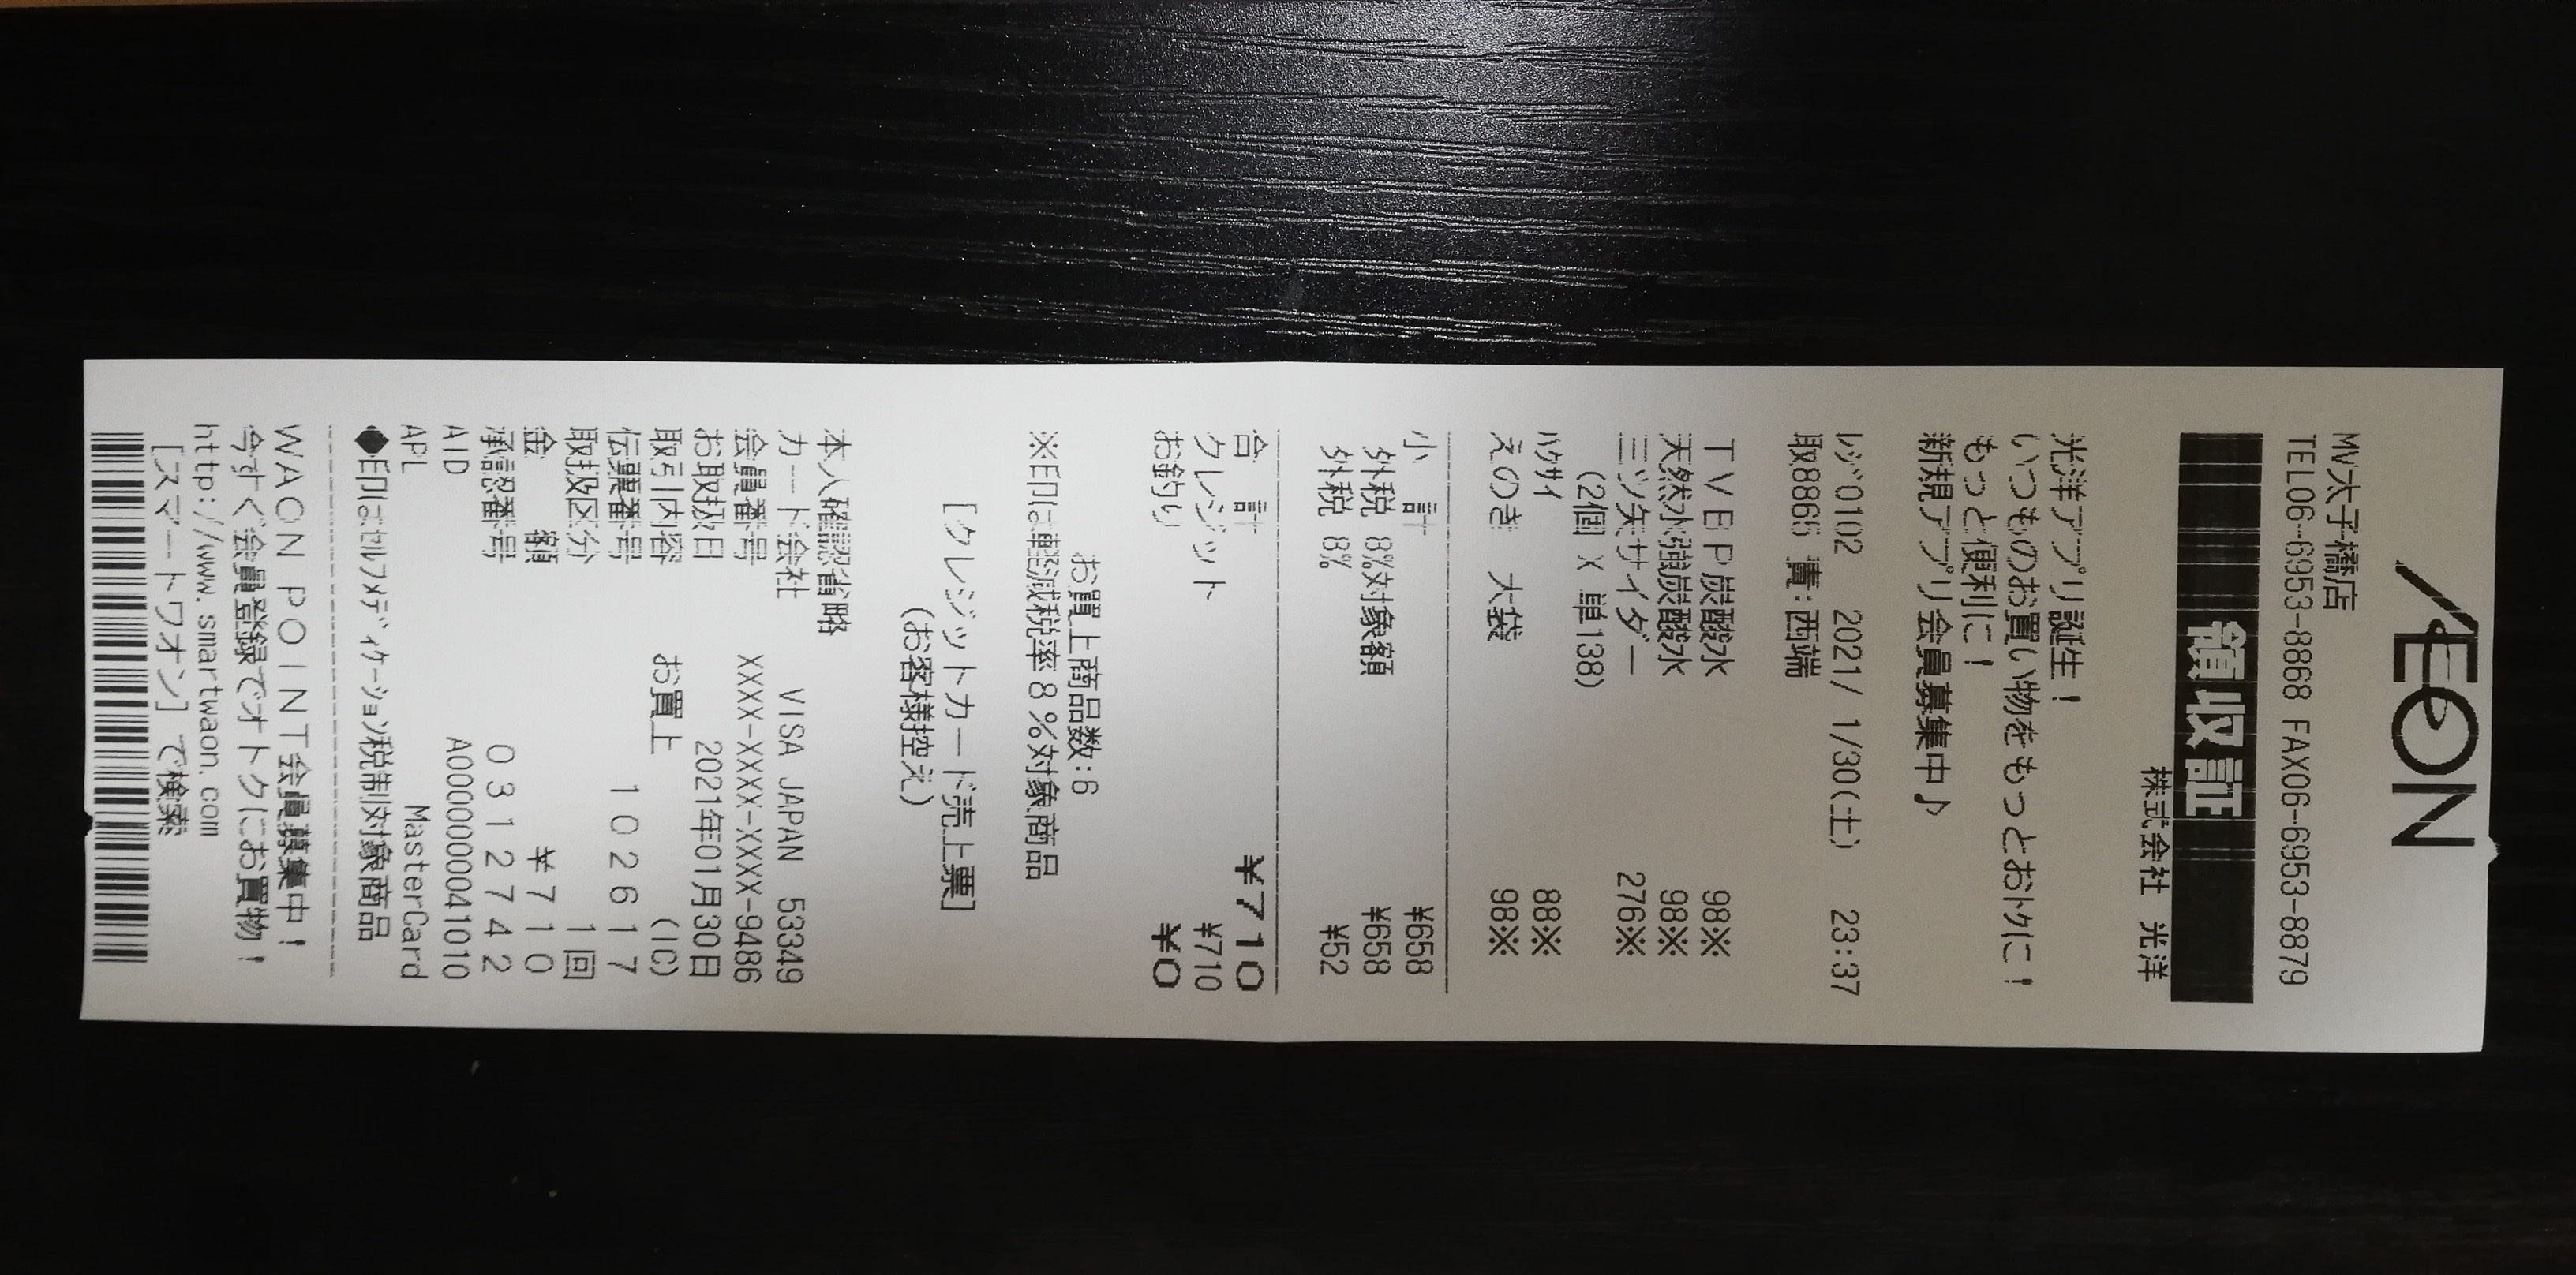 ÆON
MV大子橋店
TEL06-6953-8868 FAX06-6953-8879
領収証
株式会社 光洋
光洋アプリ誕生!
いつものお買い物をもっとおトクに!
もっと便利に!
新規アプリ会員募集中♪
ﾚｼﾞ0102 2021/ 1/30(土) 23:37
取8866 責:西端
TVBP炭酸水 98※
天然水強炭酸水 98※
三ツ矢サイダー 276※
(2個 X 単138)
ﾊｸｻｲ 88※
えのき 大袋 98※
小 計 ¥658
外税 8%対象額 ¥658
外税 8% ¥52
合 計 ¥710
クレジット ¥710
お釣り ¥0
お買上商品数:6
※印は軽減税率8%対象商品
[クレジットカード売上票]
(お客様控え)
本人確認省略
カード会社 VISA JAPAN 53349
会員番号 XXXX-XXXX-XXXX-9486
お取扱日 2021年01月30日
取引内容 お買上 (IC)
伝票番号 102617
取扱区分 1回
金 額 ¥710
承認番号 0312742
AID A0000000041010
APL MasterCard
◆印はｾﾙﾌﾒﾃﾞｨｹｰｼｮﾝ税制対象商品
WAON POINT会員募集中!
今すぐ会員登録でオトクにお買物!
http://www.smartwaon.com
[スマートワオン]で検索